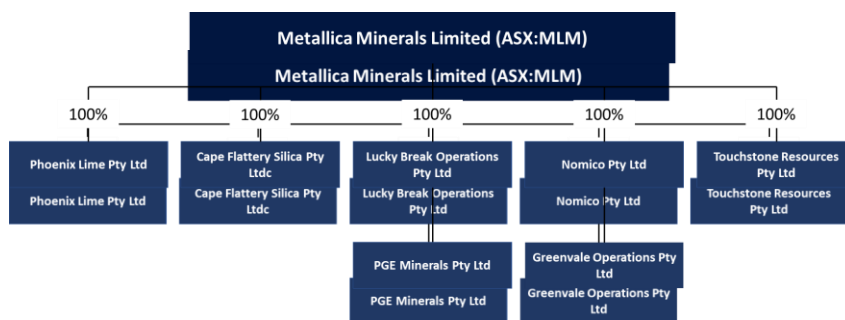 Metallica Minerals Limited (ASX:MLM)
Metallica Minerals Limited (ASX:MLM)
100% 100% 100% 100% 100%
Phoenix Lime Pty Ltd
Phoenix Lime Pty Ltd
Cape Flattery Silica Pty
Ltdc
Cape Flattery Silica Pty
Ltdc
Lucky Break Operations
Pty Ltd
Lucky Break Operations
Pty Ltd
Nomico Pty Ltd
Nomico Pty Ltd
Touchstone Resources
Pty Ltd
Touchstone Resources
Pty Ltd
PGE Minerals Pty Ltd
PGE Minerals Pty Ltd
Greenvale Operations Pty
Ltd
Greenvale Operations Pty
Ltd